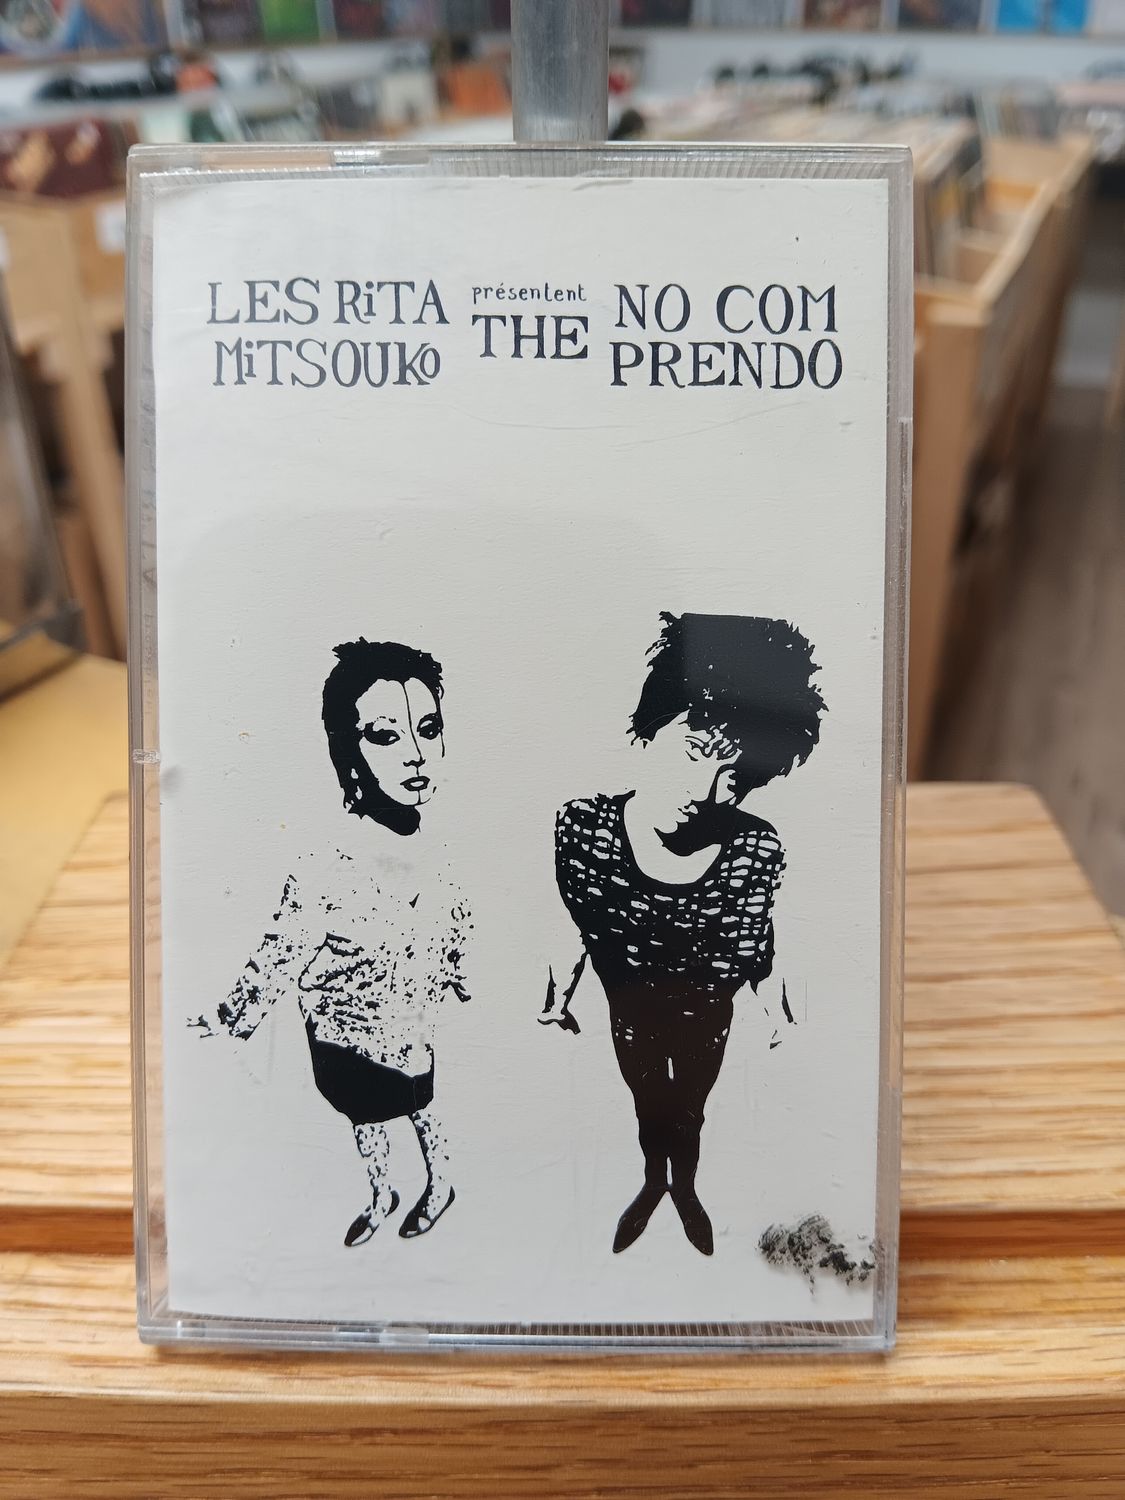 LES RiTA
MiTSOUKO
présentent
THE
NO COM
PRENDO